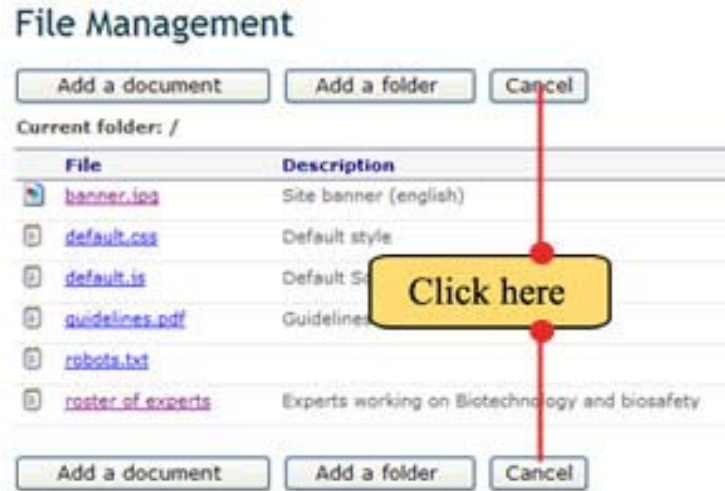 File Management
Add a document Add a folder Cancel
Current folder: /
File Description
banner.jpg Site banner (english)
default.css Default style
default.js Default
Click here
guidelines.pdf Guidelines
robots.txt
roster of experts Experts working on Biotechnology and biosafety
Add a document Add a folder Cancel